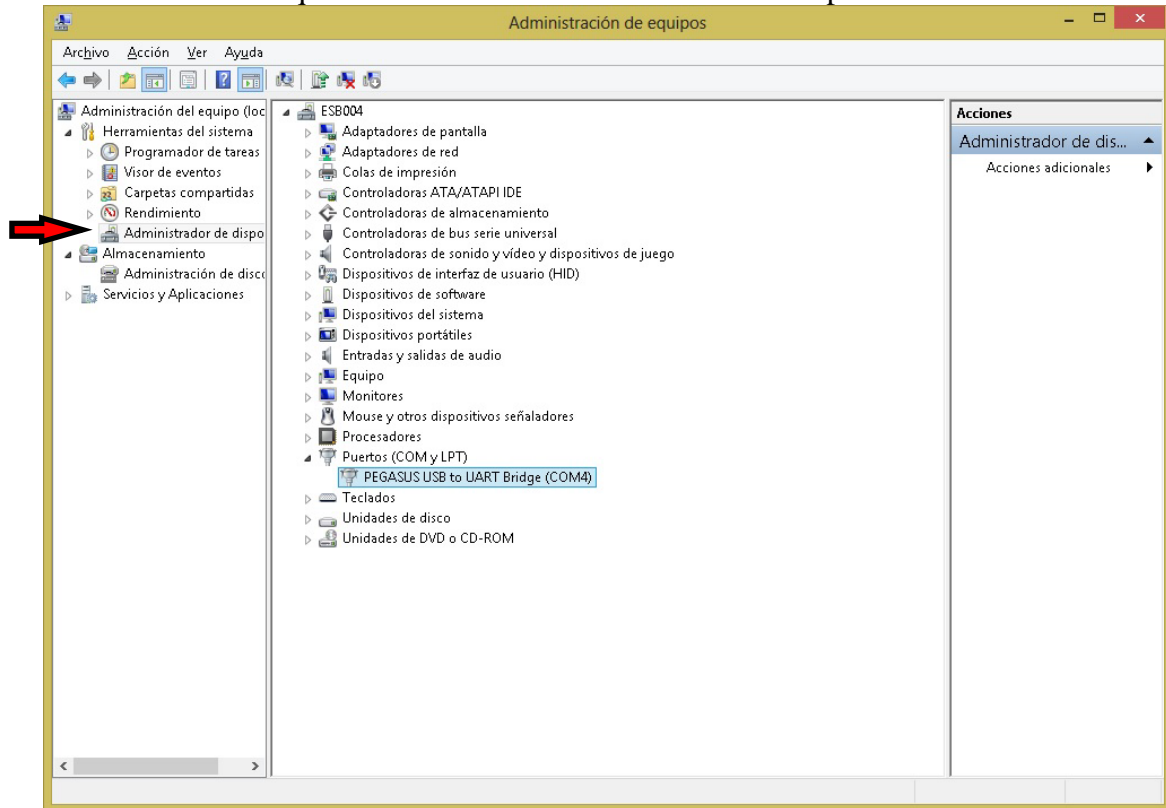 Administración de equipos
Archivo Acción Ver Ayuda
Administración del equipo (loc
Herramientas del sistema
Programador de tareas
Visor de eventos
Carpetas compartidas
Rendimiento
Administrador de dispo
Almacenamiento
Administración de disco
Servicios y Aplicaciones
ESB004
Adaptadores de pantalla
Adaptadores de red
Colas de impresión
Controladoras ATA/ATAPI IDE
Controladoras de almacenamiento
Controladoras de bus serie universal
Controladoras de sonido y vídeo y dispositivos de juego
Dispositivos de interfaz de usuario (HID)
Dispositivos de software
Dispositivos del sistema
Dispositivos portátiles
Entradas y salidas de audio
Equipo
Monitores
Mouse y otros dispositivos señaladores
Procesadores
Puertos (COM y LPT)
PEGASUS USB to UART Bridge (COM4)
Teclados
Unidades de disco
Unidades de DVD o CD-ROM
Acciones
Administrador de dis...
Acciones adicionales